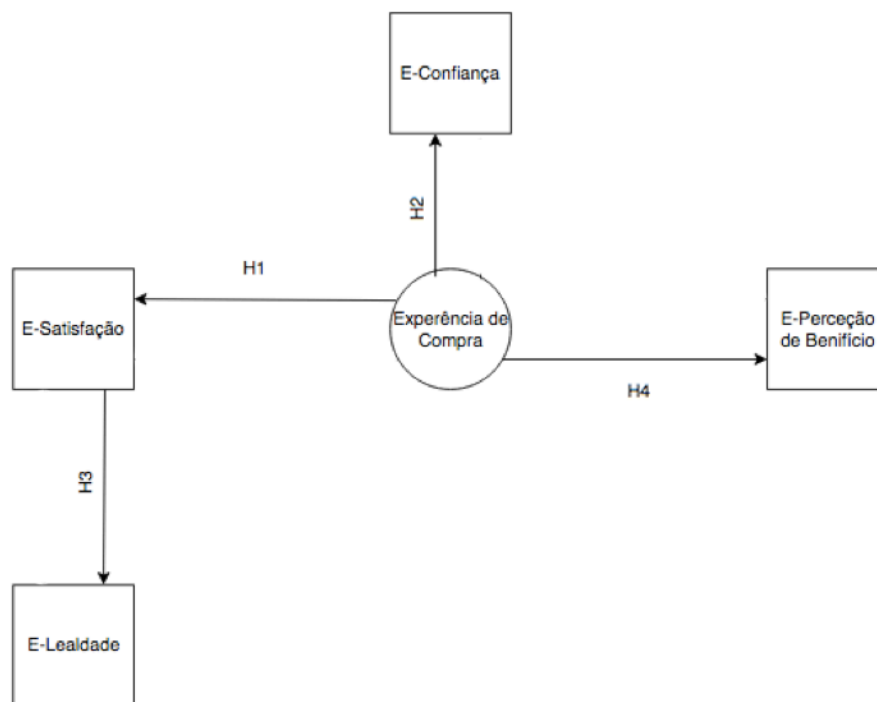 E-Confiança
H2
H1
E-Satisfação
Experência de
Compra
E-Perceção
de Benifício
H4
H3
E-Lealdade